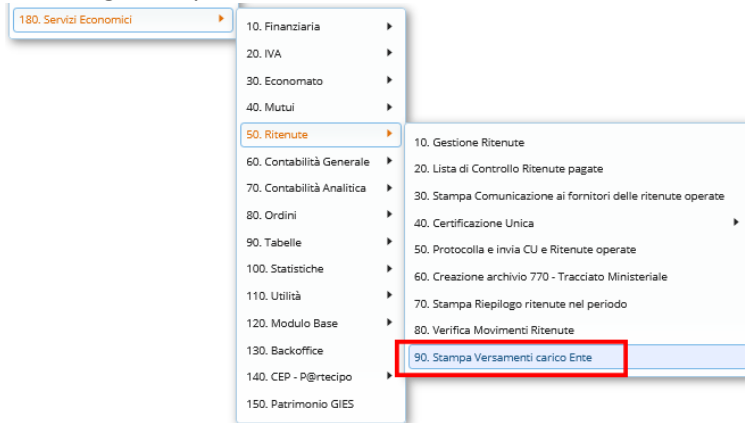 180. Servizi Economici
10. Finanziaria
20. IVA
30. Economato
40. Mutui
50. Ritenute
60. Contabilità Generale
70. Contabilità Analitica
80. Ordini
90. Tabelle
100. Statistiche
110. Utilità
120. Modulo Base
130. Backoffice
140. CEP - P@rtecipo
150. Patrimonio GIES
10. Gestione Ritenute
20. Lista di Controllo Ritenute pagate
30. Stampa Comunicazione ai fornitori delle ritenute operate
40. Certificazione Unica
50. Protocolla e invia CU e Ritenute operate
60. Creazione archivio 770 - Tracciato Ministeriale
70. Stampa Riepilogo ritenute nel periodo
80. Verifica Movimenti Ritenute
90. Stampa Versamenti carico Ente